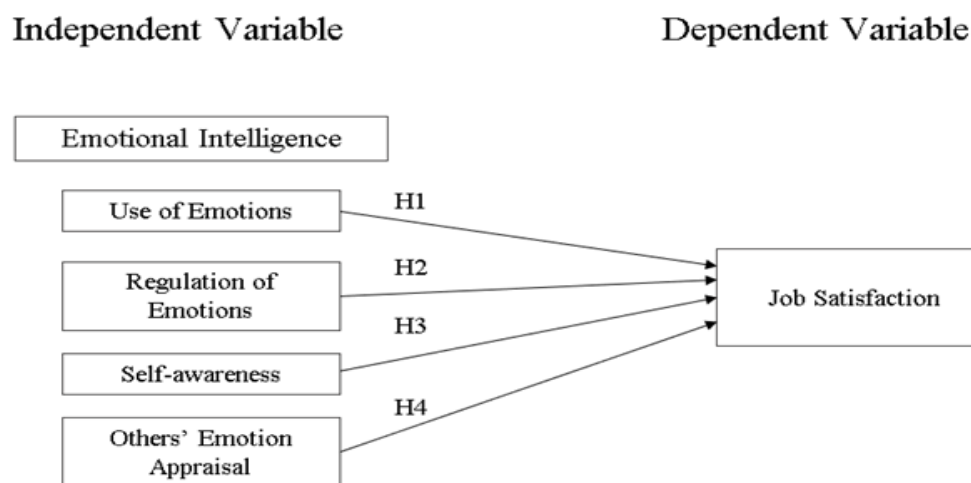 Independent Variable
Dependent Variable
Emotional Intelligence
Use of Emotions
H1
Regulation of
Emotions
H2
Job Satisfaction
H3
Self-awareness
H4
Others’ Emotion
Appraisal